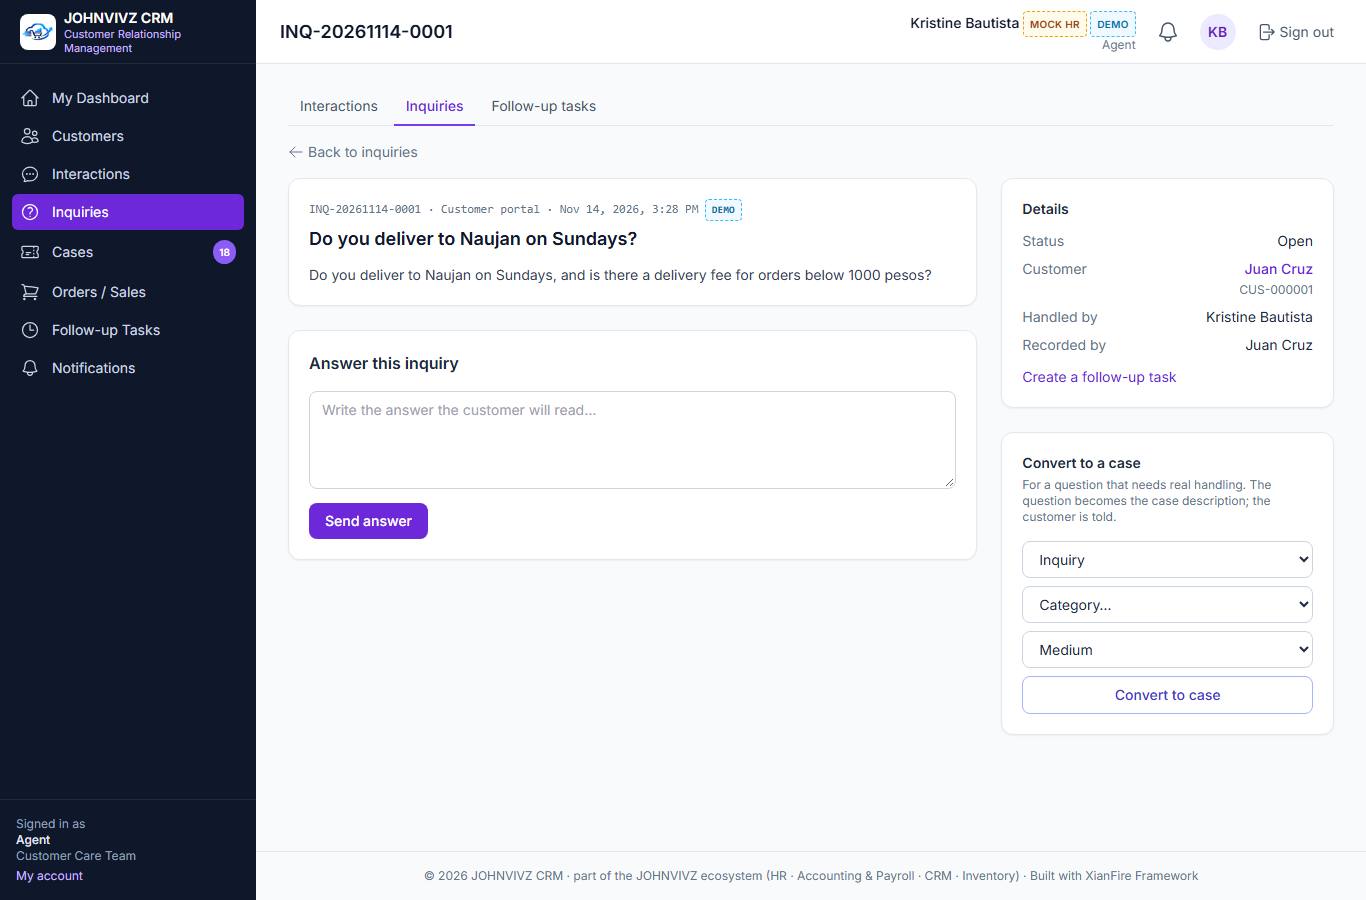 JOHNVIVZ CRM
Customer Relationship
Management
My Dashboard
Customers
Interactions
Inquiries
Cases
18
Orders / Sales
Follow-up Tasks
Notifications
Signed in as
Agent
Customer Care Team
My account
INQ-20261114-0001
Kristine Bautista MOCK HR DEMO
Agent
KB
Sign out
Interactions Inquiries Follow-up tasks
← Back to inquiries
INQ-20261114-0001 · Customer portal · Nov 14, 2026, 3:28 PM DEMO
Do you deliver to Naujan on Sundays?
Do you deliver to Naujan on Sundays, and is there a delivery fee for orders below 1000 pesos?
Answer this inquiry
Write the answer the customer will read...
Send answer
Details
Status Open
Customer Juan Cruz
CUS-000001
Handled by Kristine Bautista
Recorded by Juan Cruz
Create a follow-up task
Convert to a case
For a question that needs real handling. The
question becomes the case description; the
customer is told.
Inquiry
Category...
Medium
Convert to case
© 2026 JOHNVIVZ CRM · part of the JOHNVIVZ ecosystem (HR · Accounting & Payroll · CRM · Inventory) · Built with XianFire Framework